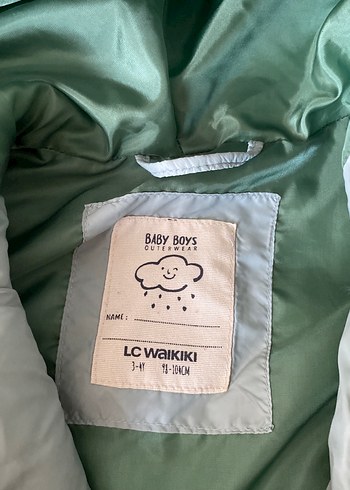 BABY BOYS
OUTERWEAR
NAME:
LC WAIKIKI
3-4Y 98-104CM